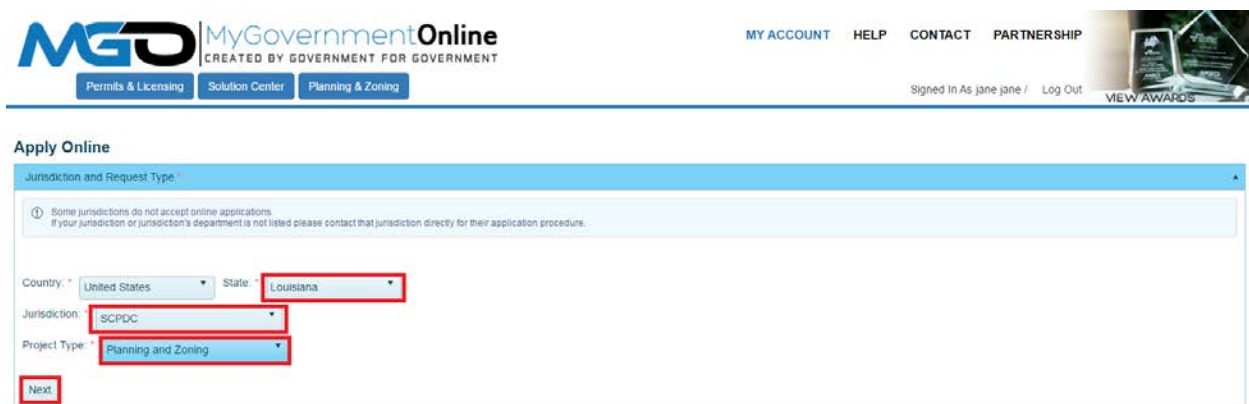 MGO MyGovernmentOnline
CREATED BY GOVERNMENT FOR GOVERNMENT
MY ACCOUNT HELP CONTACT PARTNERSHIP
Permits & Licensing Solution Center Planning & Zoning
Signed In As jane jane / Log Out
VIEW AWARDS
Apply Online
Jurisdiction and Request Type *
Some jurisdictions do not accept online applications.
If your jurisdiction or jurisdiction's department is not listed please contact that jurisdiction directly for their application procedure.
Country: * United States State: * Louisiana
Jurisdiction: * SCPDC
Project Type: * Planning and Zoning
Next